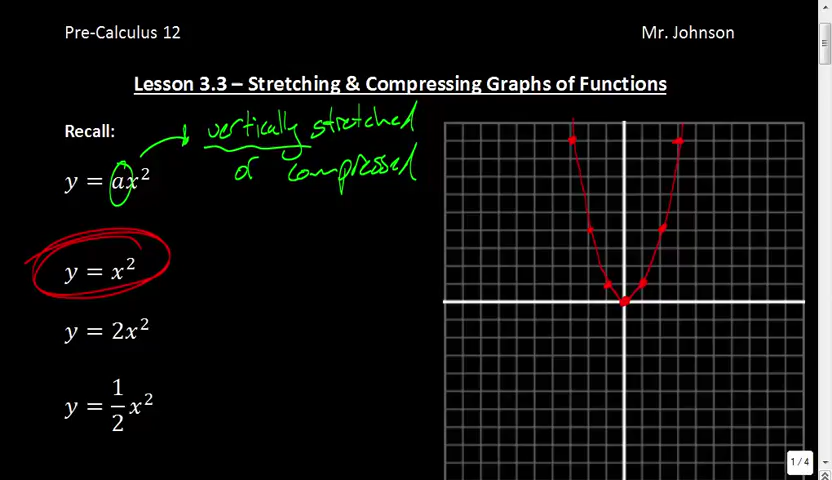 Pre-Calculus 12 Mr. Johnson
Lesson 3.3 – Stretching & Compressing Graphs of Functions
Recall:
vertically stretched
or compressed
y = ax²
y = x²
y = 2x²
y = 1/2 x²
1/4